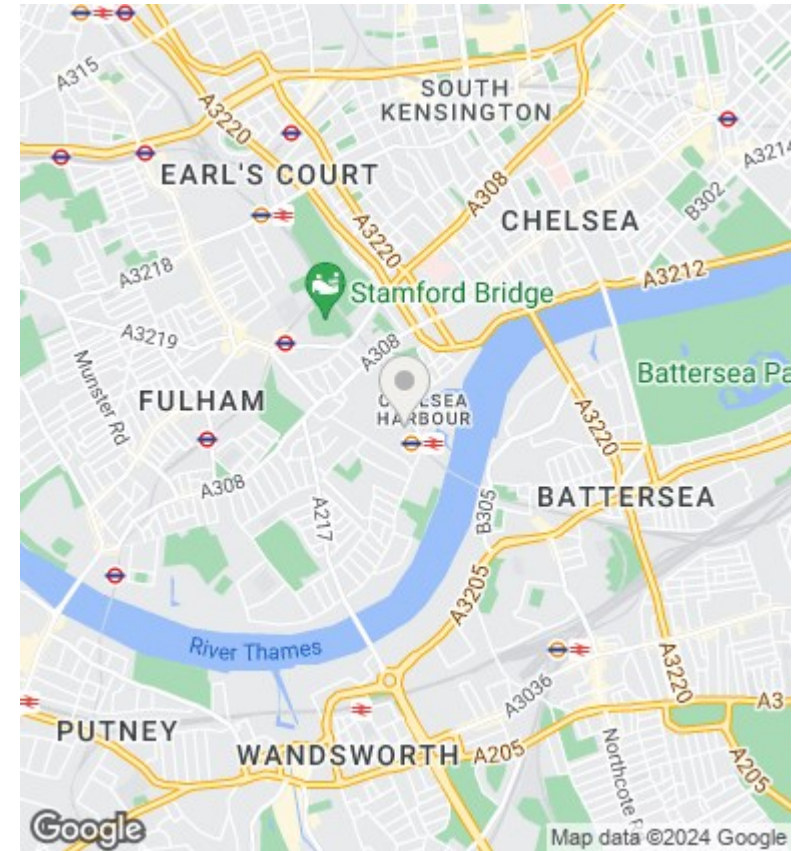 A315
SOUTH
KENSINGTON
A3220
EARL'S COURT
A3214
B302
A308
CHELSEA
A3220
A3218
A3212
Stamford Bridge
A3219
A308
Munster Rd
Battersea Pa
FULHAM
CHELSEA
HARBOUR
A3220
A308
A217
B305
BATTERSEA
A3205
River Thames
A3036
A3220
A3
PUTNEY
WANDSWORTH
A205
Northcote R
A205
Google
Map data ©2024 Google